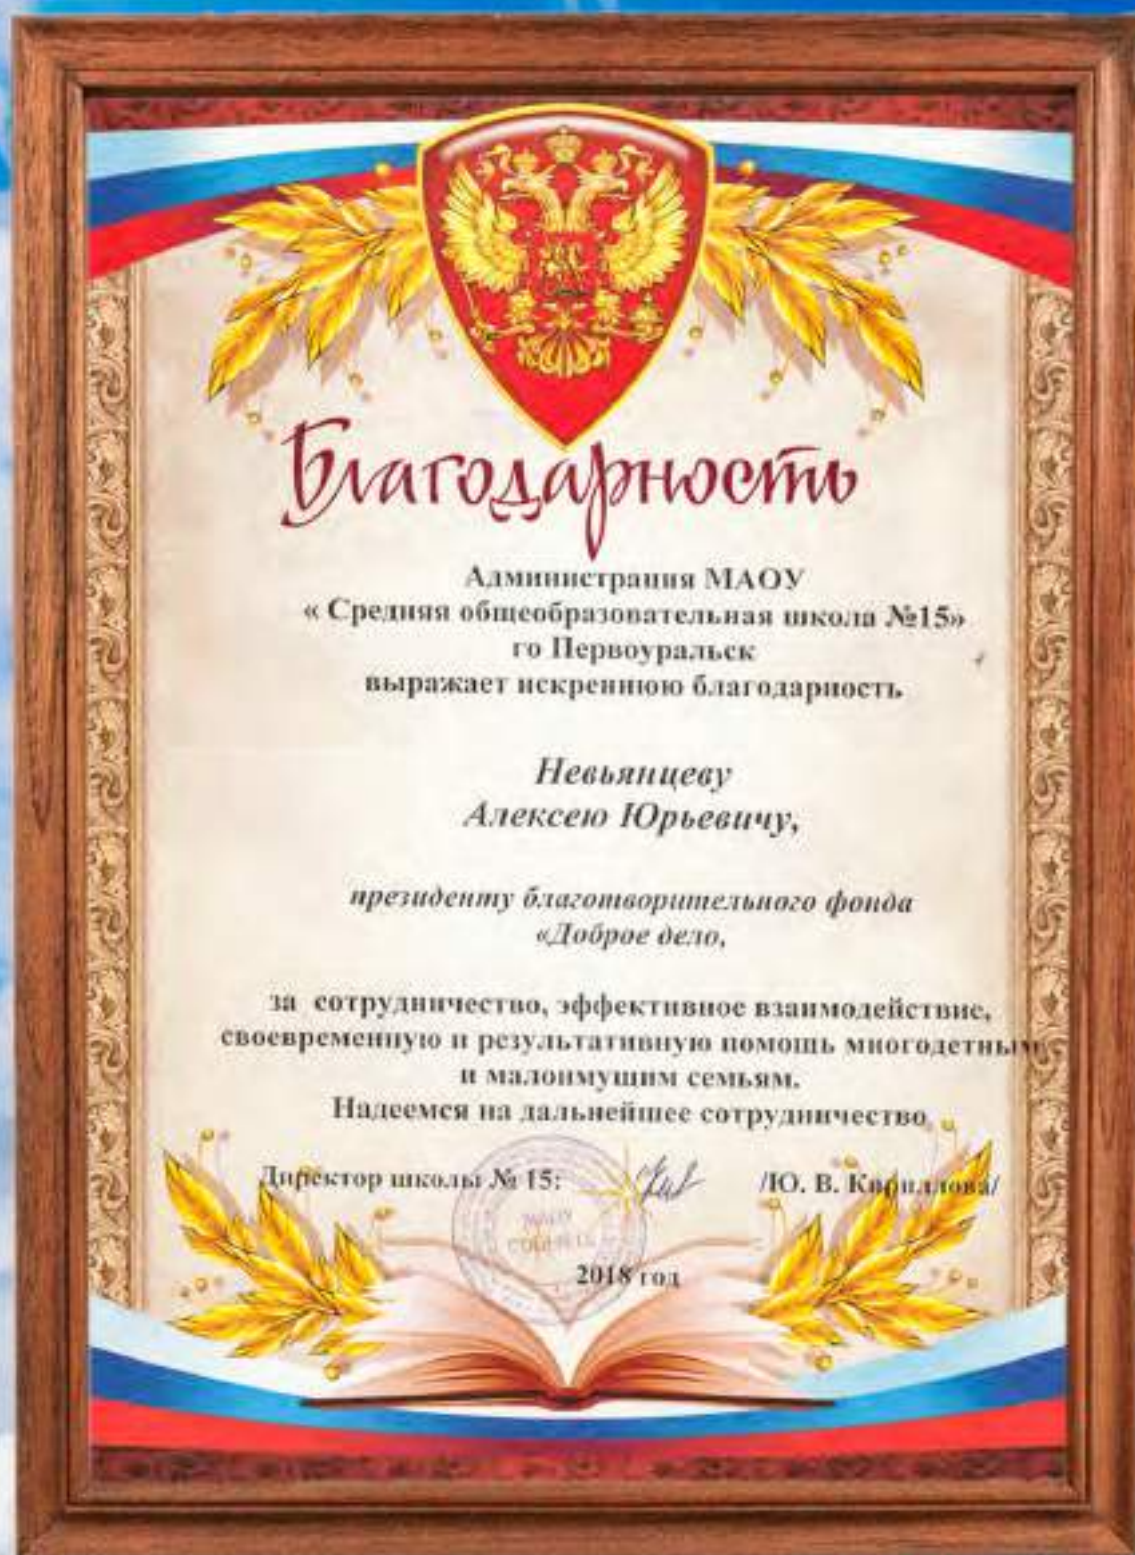 Благодарность
Администрация МАОУ
« Средняя общеобразовательная школа №15»
го Первоуральск
выражает искреннюю благодарность
Невьянцеву
Алексею Юрьевичу,
президенту благотворительного фонда
«Доброе дело,
за сотрудничество, эффективное взаимодействие,
своевременную и результативную помощь многодетным
и малоимущим семьям.
Надеемся на дальнейшее сотрудничество
Директор школы № 15: /Ю. В. Кириллова/
2018 год